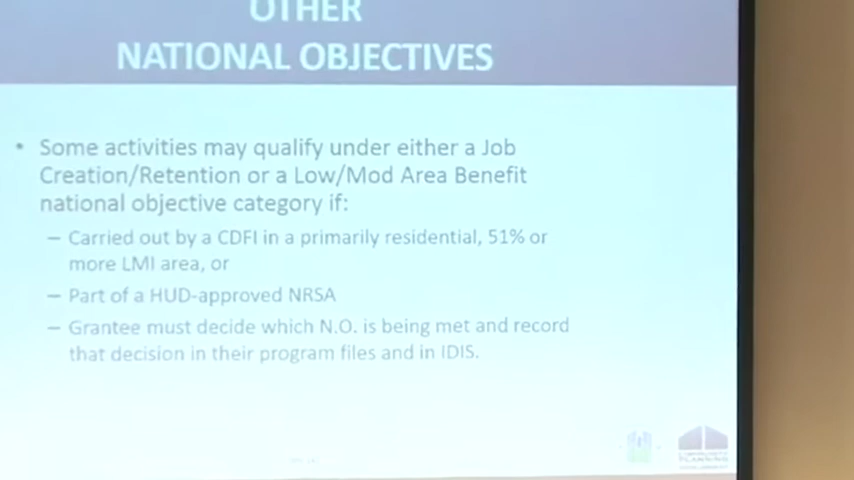 OTHER
NATIONAL OBJECTIVES
• Some activities may qualify under either a Job
Creation/Retention or a Low/Mod Area Benefit
national objective category if:
– Carried out by a CDFI in a primarily residential, 51% or
more LMI area, or
– Part of a HUD-approved NRSA
– Grantee must decide which N.O. is being met and record
that decision in their program files and in IDIS.